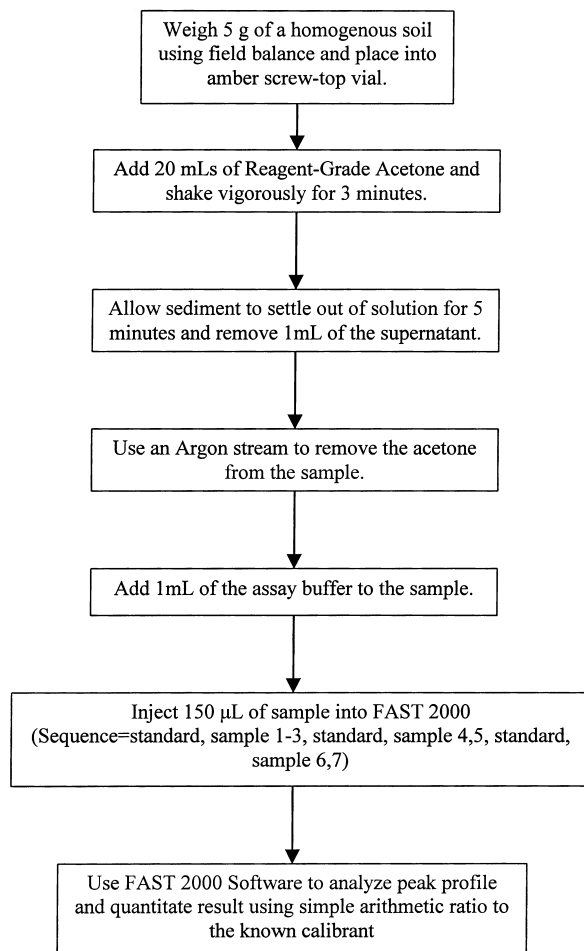 Weigh 5 g of a homogenous soil
using field balance and place into
amber screw-top vial.
Add 20 mLs of Reagent-Grade Acetone and
shake vigorously for 3 minutes.
Allow sediment to settle out of solution for 5
minutes and remove 1mL of the supernatant.
Use an Argon stream to remove the acetone
from the sample.
Add 1mL of the assay buffer to the sample.
Inject 150 µL of sample into FAST 2000
(Sequence=standard, sample 1-3, standard, sample 4,5, standard,
sample 6,7)
Use FAST 2000 Software to analyze peak profile
and quantitate result using simple arithmetic ratio to
the known calibrant